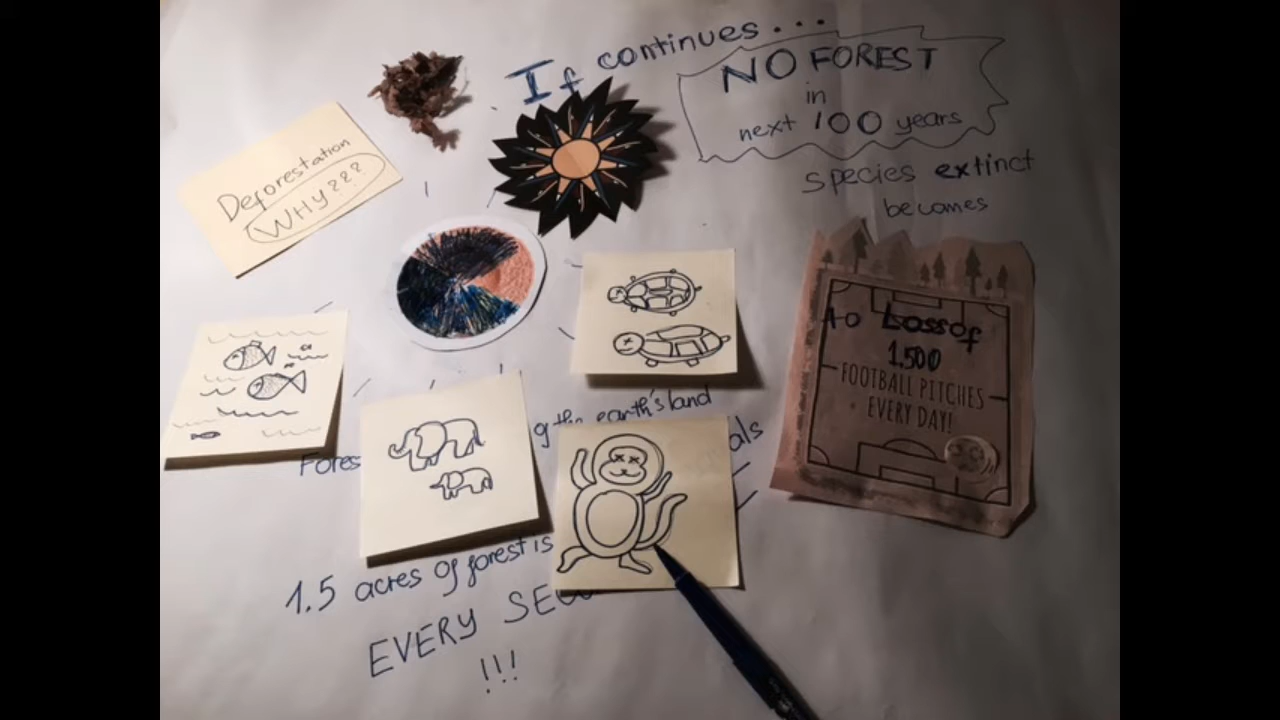 If continues...
NO FOREST
in
next 100 years
species extinct
becomes
Deforestation
WHY???
to Loss of
1.500
FOOTBALL PITCHES
EVERY DAY!
the earth's land
Fores
als
1.5 acres of forest is
EVERY SE
!!!